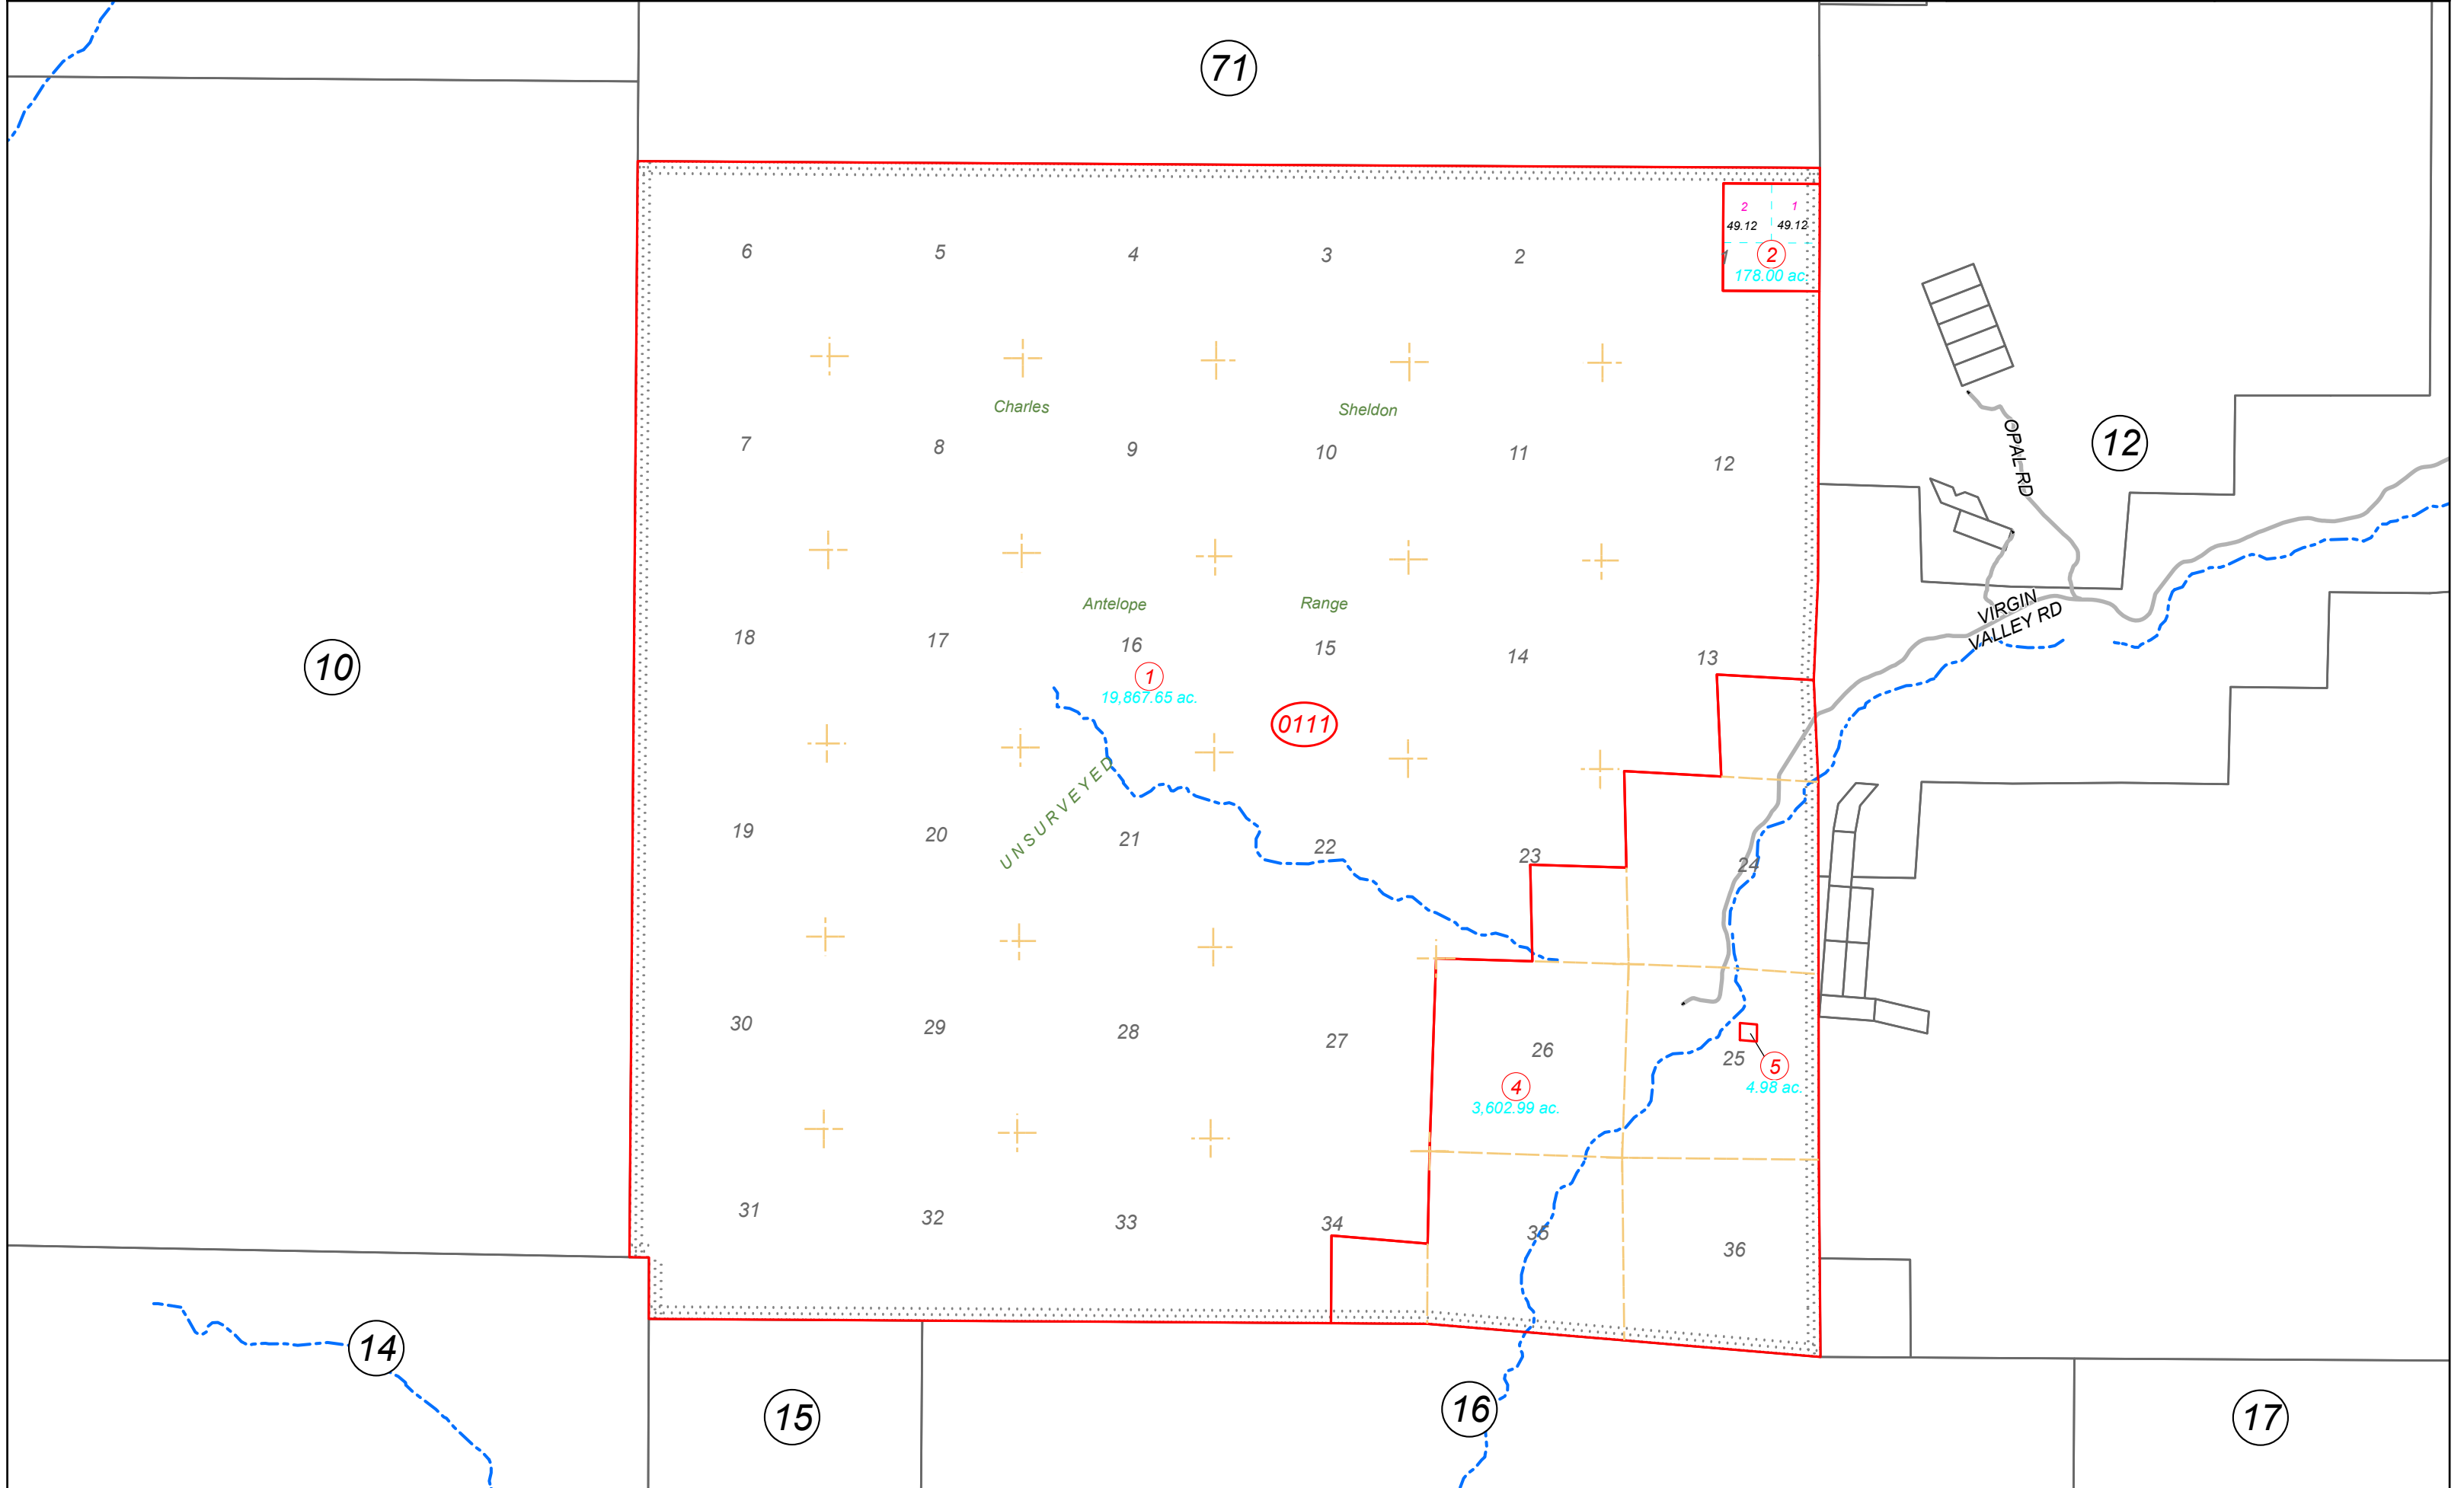 71
2 1
49.12 49.12
6 5 4 3 2 1
2
178.00 ac.
Charles Sheldon
7 8 9 10 11 12
12
OPAL RD
Antelope Range
VIRGIN
VALLEY RD
18 17 16 15 14 13
10
1
19,867.65 ac.
0111
UNSURVEYED
19 20 21 22 23 24
30 29 28 27 26 25
4
3,602.99 ac.
5
4.98 ac.
31 32 33 34 35 36
14
15
16
17